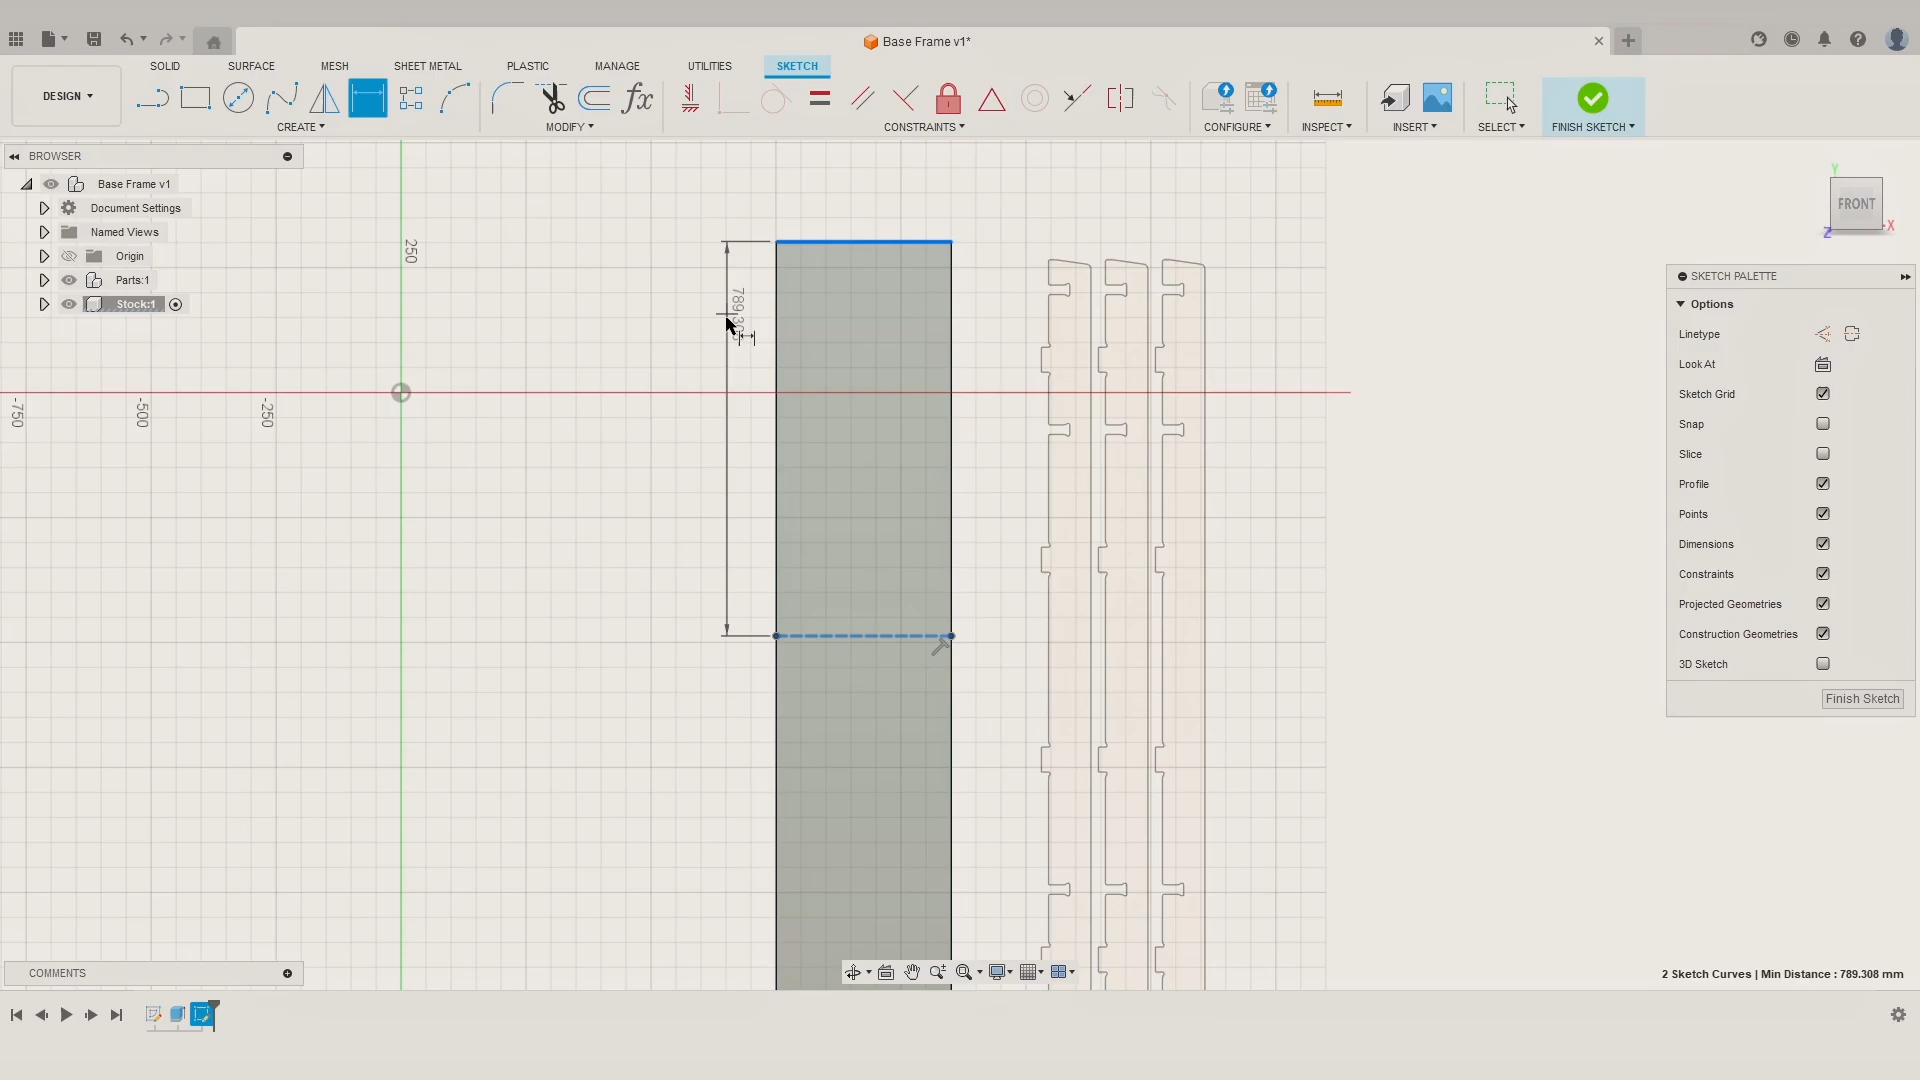 Base Frame v1*
SOLID
SURFACE
MESH
SHEET METAL
PLASTIC
MANAGE
UTILITIES
SKETCH
DESIGN
CREATE
MODIFY
CONSTRAINTS
CONFIGURE
INSPECT
INSERT
SELECT
FINISH SKETCH
fx
BROWSER
Base Frame v1
Document Settings
Named Views
Origin
Parts:1
Stock:1
250
-750
-500
-250
Y
FRONT
X
Z
SKETCH PALETTE
Options
Linetype
Look At
Sketch Grid
Snap
Slice
Profile
Points
Dimensions
Constraints
Projected Geometries
Construction Geometries
3D Sketch
Finish Sketch
COMMENTS
2 Sketch Curves | Min Distance : 789.308 mm